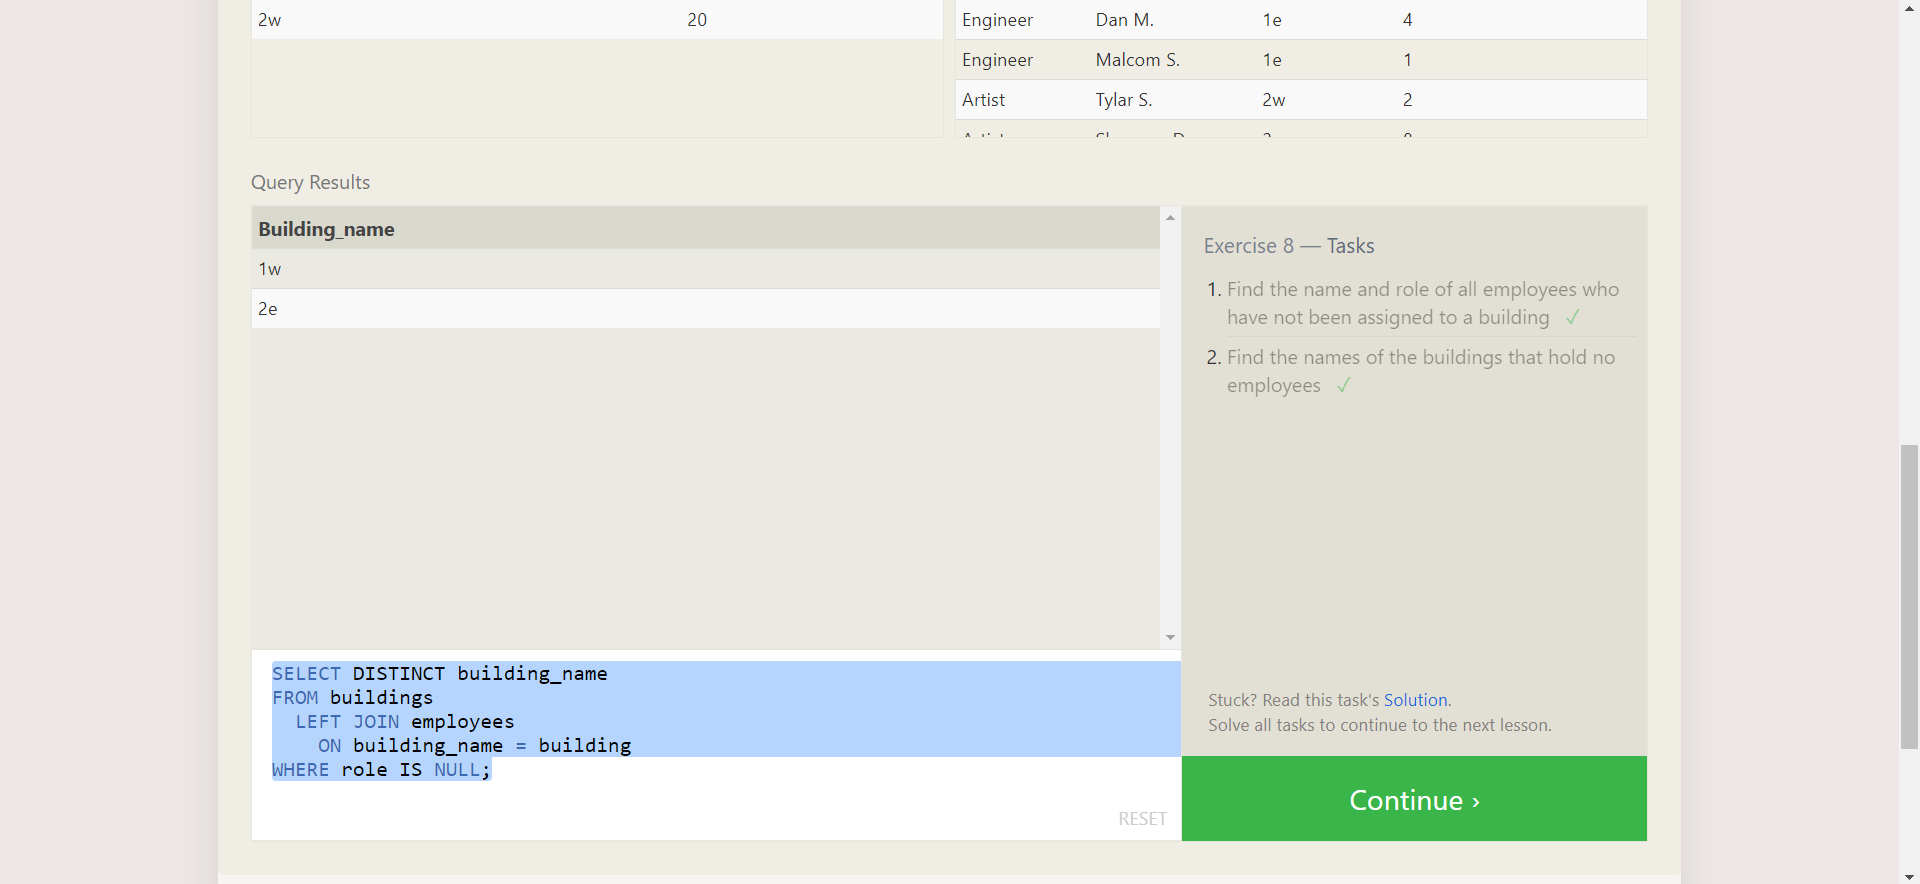 2w 20
Engineer Dan M. 1e 4
Engineer Malcom S. 1e 1
Artist Tylar S. 2w 2
Query Results
Building_name
1w
2e
Exercise 8 — Tasks
1. Find the name and role of all employees who
have not been assigned to a building ✓
2. Find the names of the buildings that hold no
employees ✓
SELECT DISTINCT building_name
FROM buildings
  LEFT JOIN employees
    ON building_name = building
WHERE role IS NULL;
RESET
Stuck? Read this task's Solution.
Solve all tasks to continue to the next lesson.
Continue ›